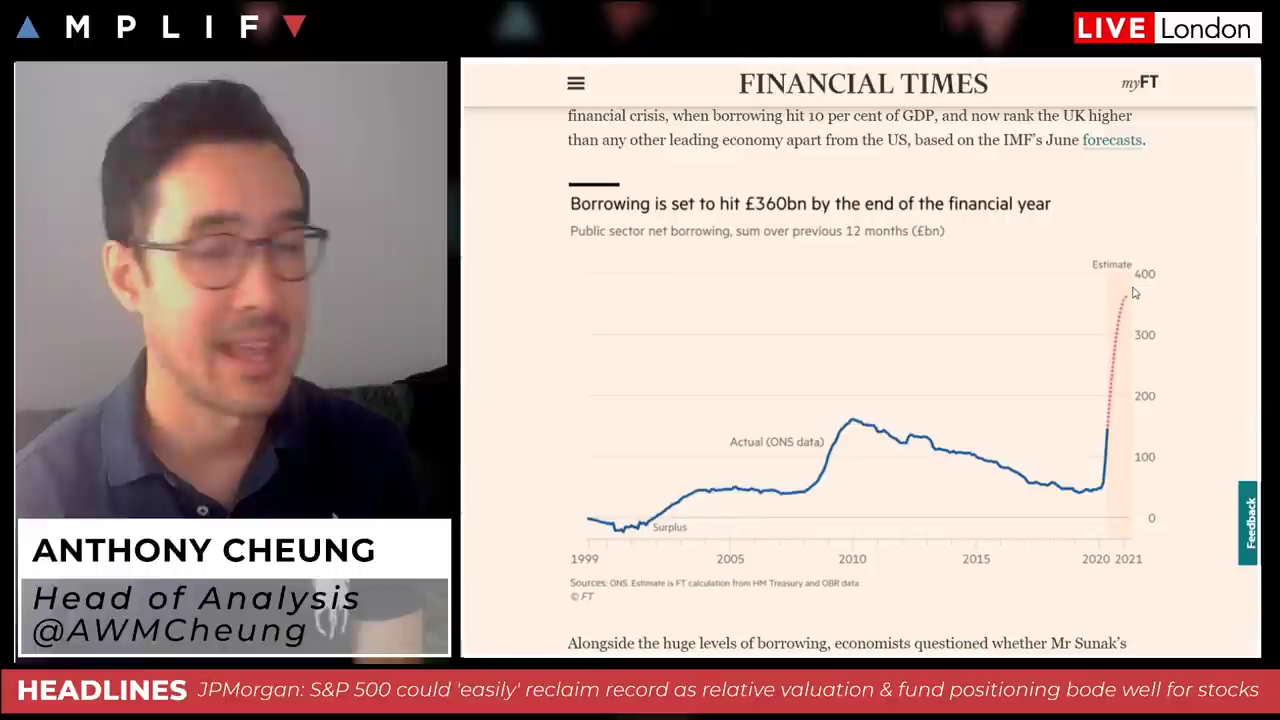 MPLIF
LIVE London
FINANCIAL TIMES
myFT
financial crisis, when borrowing hit 10 per cent of GDP, and now rank the UK higher
than any other leading economy apart from the US, based on the IMF's June forecasts.
Borrowing is set to hit £360bn by the end of the financial year
Public sector net borrowing, sum over previous 12 months (£bn)
Estimate
400
300
200
Actual (ONS data)
100
0
Surplus
1999 2005 2010 2015 2020 2021
Sources: ONS. Estimate is FT calculation from HM Treasury and OBR data
© FT
Feedback
Alongside the huge levels of borrowing, economists questioned whether Mr Sunak's
ANTHONY CHEUNG
Head of Analysis
@AWMCheung
HEADLINES JPMorgan: S&P 500 could 'easily' reclaim record as relative valuation & fund positioning bode well for stocks